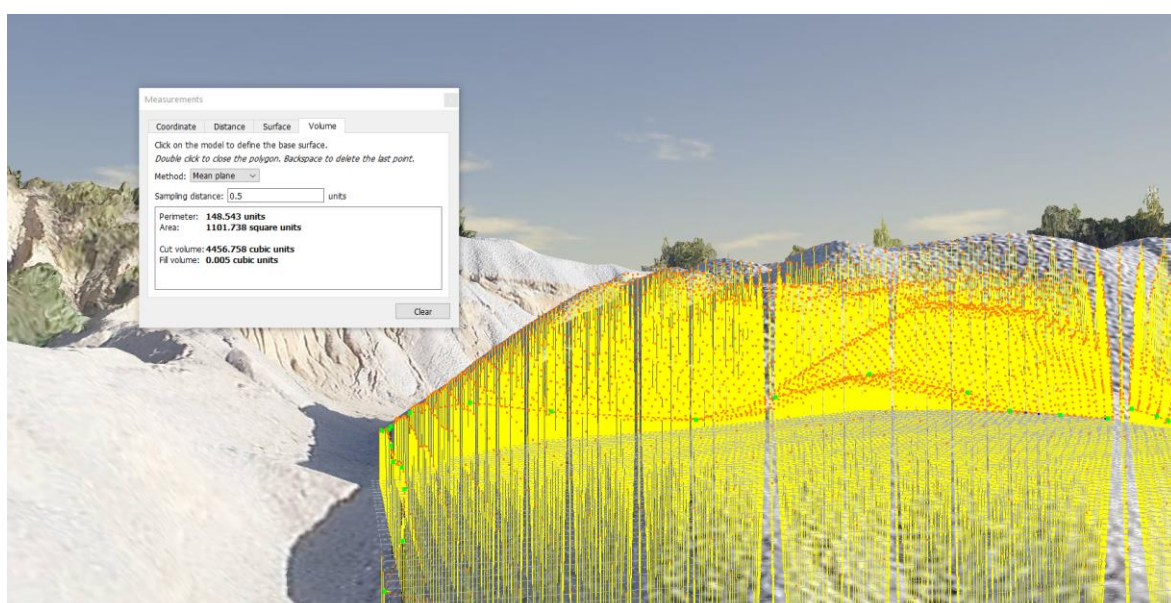 Measurements
Coordinate Distance Surface Volume
Click on the model to define the base surface.
Double click to close the polygon. Backspace to delete the last point.
Method: Mean plane
Sampling distance: 0.5 units
Perimeter: 148.543 units
Area: 1101.738 square units
Cut volume: 4456.758 cubic units
Fill volume: 0.005 cubic units
Clear